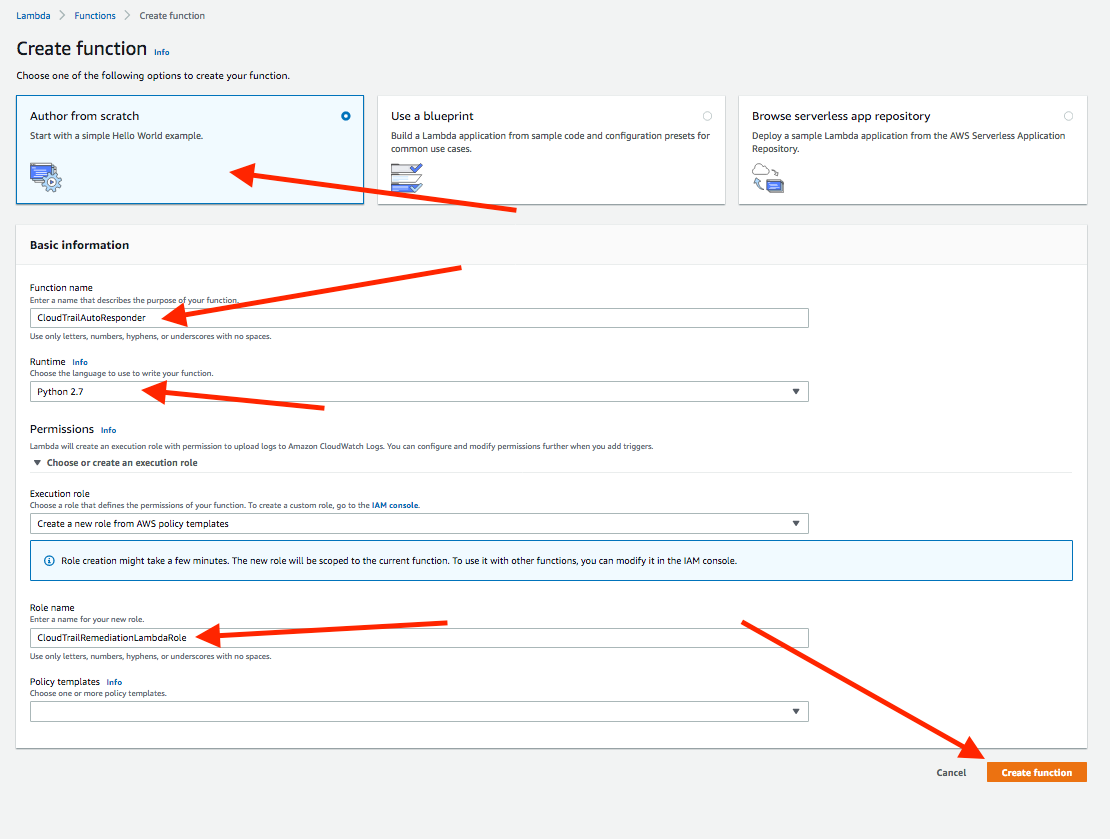 Lambda > Functions > Create function
Create function Info
Choose one of the following options to create your function.
Author from scratch
Start with a simple Hello World example.
Use a blueprint
Build a Lambda application from sample code and configuration presets for
common use cases.
Browse serverless app repository
Deploy a sample Lambda application from the AWS Serverless Application
Repository.
Basic information
Function name
Enter a name that describes the purpose of your function.
CloudTrailAutoResponder
Use only letters, numbers, hyphens, or underscores with no spaces.
Runtime Info
Choose the language to use to write your function.
Python 2.7
Permissions Info
Lambda will create an execution role with permission to upload logs to Amazon CloudWatch Logs. You can configure and modify permissions further when you add triggers.
Choose or create an execution role
Execution role
Choose a role that defines the permissions of your function. To create a custom role, go to the IAM console.
Create a new role from AWS policy templates
Role creation might take a few minutes. The new role will be scoped to the current function. To use it with other functions, you can modify it in the IAM console.
Role name
Enter a name for your new role.
CloudTrailRemediationLambdaRole
Use only letters, numbers, hyphens, or underscores with no spaces.
Policy templates Info
Choose one or more policy templates.
Cancel Create function